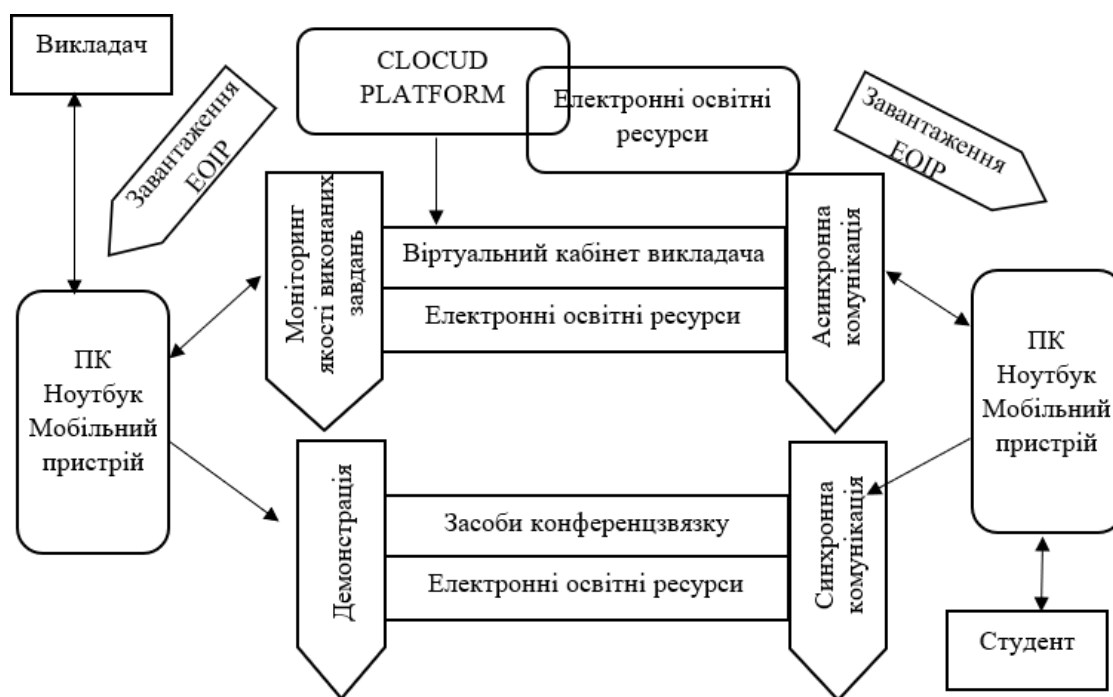 Викладач
CLOCUD
PLATFORM
Електронні освітні
ресурси
Завантаження
ЕОІР
Завантаження
ЕОІР
Моніторинг
якості виконаних
завдань
Віртуальний кабінет викладача
Електронні освітні ресурси
Асинхронна
комунікація
ПК
Ноутбук
Мобільний
пристрій
ПК
Ноутбук
Мобільний
пристрій
Демонстрація
Засоби конференцзвязку
Електронні освітні ресурси
Синхронна
комунікація
Студент